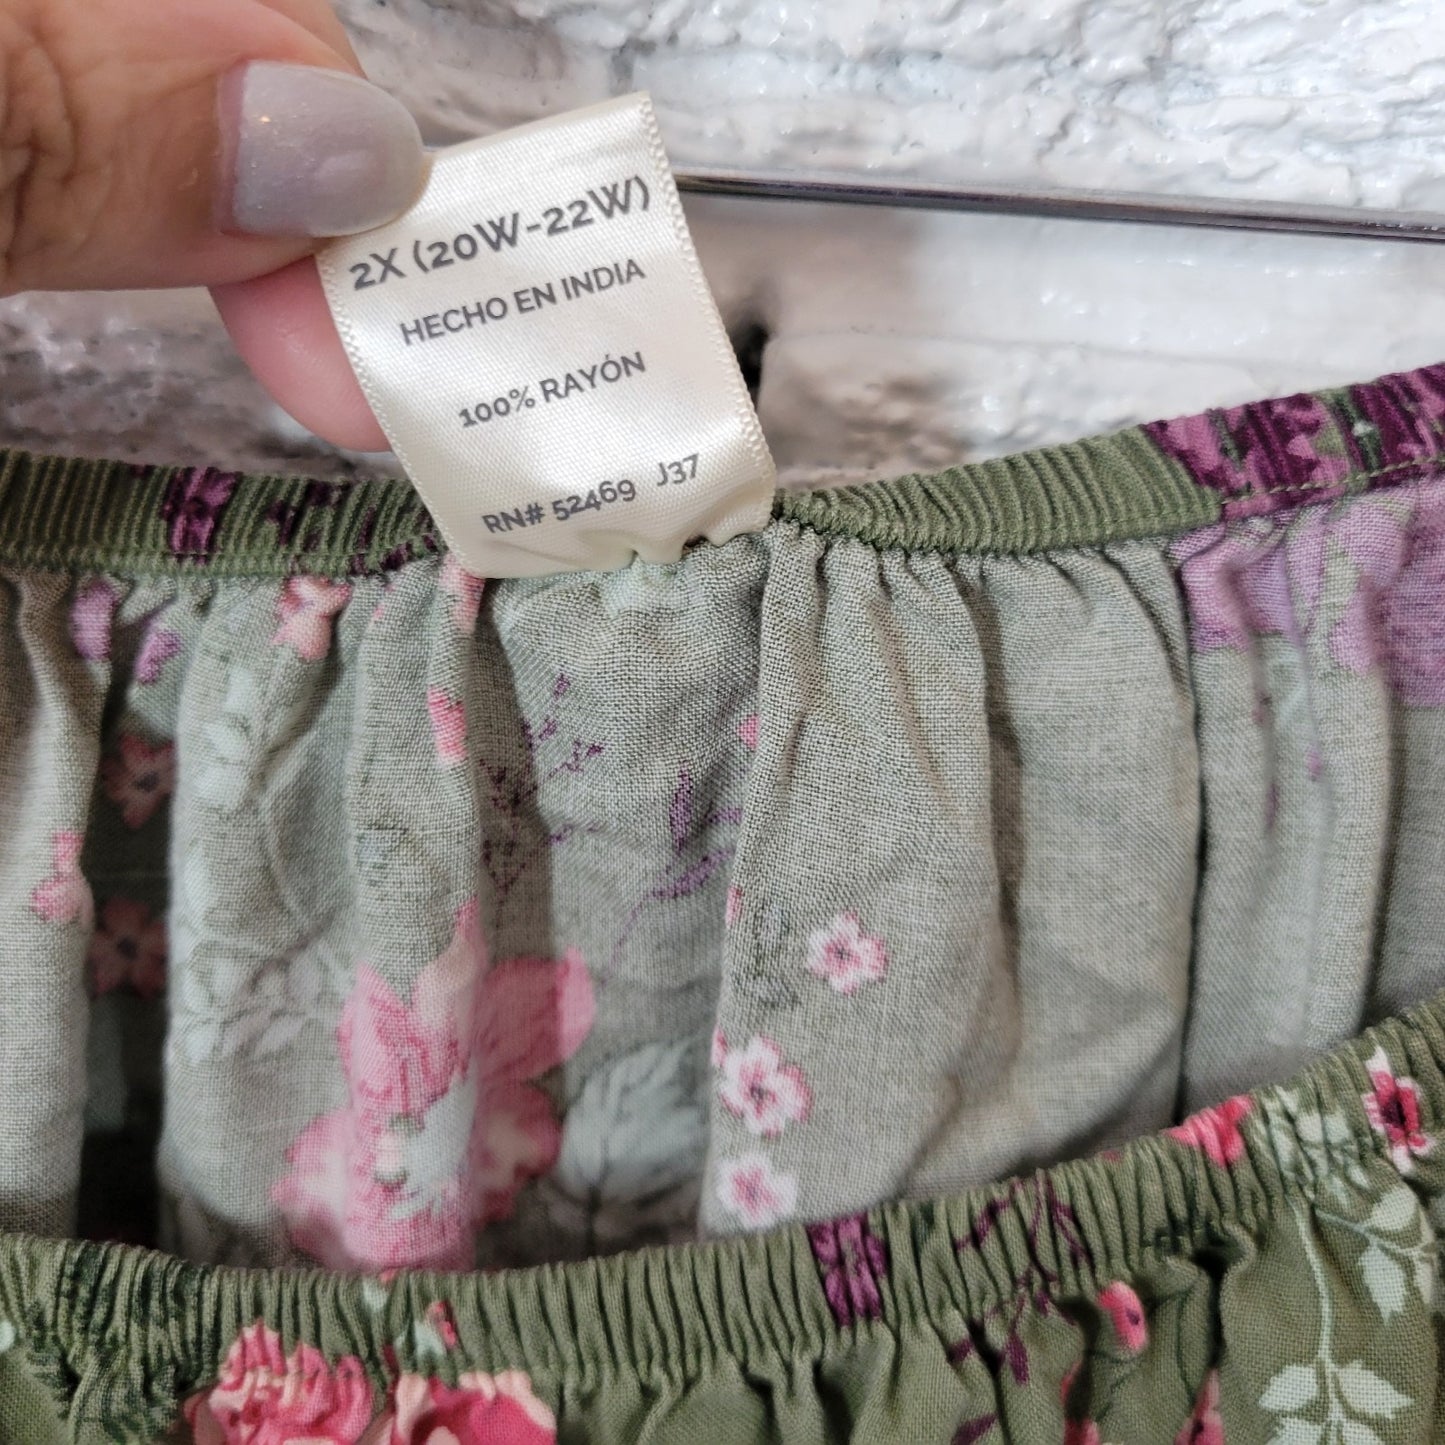 2X (20W-22W)
HECHO EN INDIA
100% RAYÓN
RN# 52469 J37